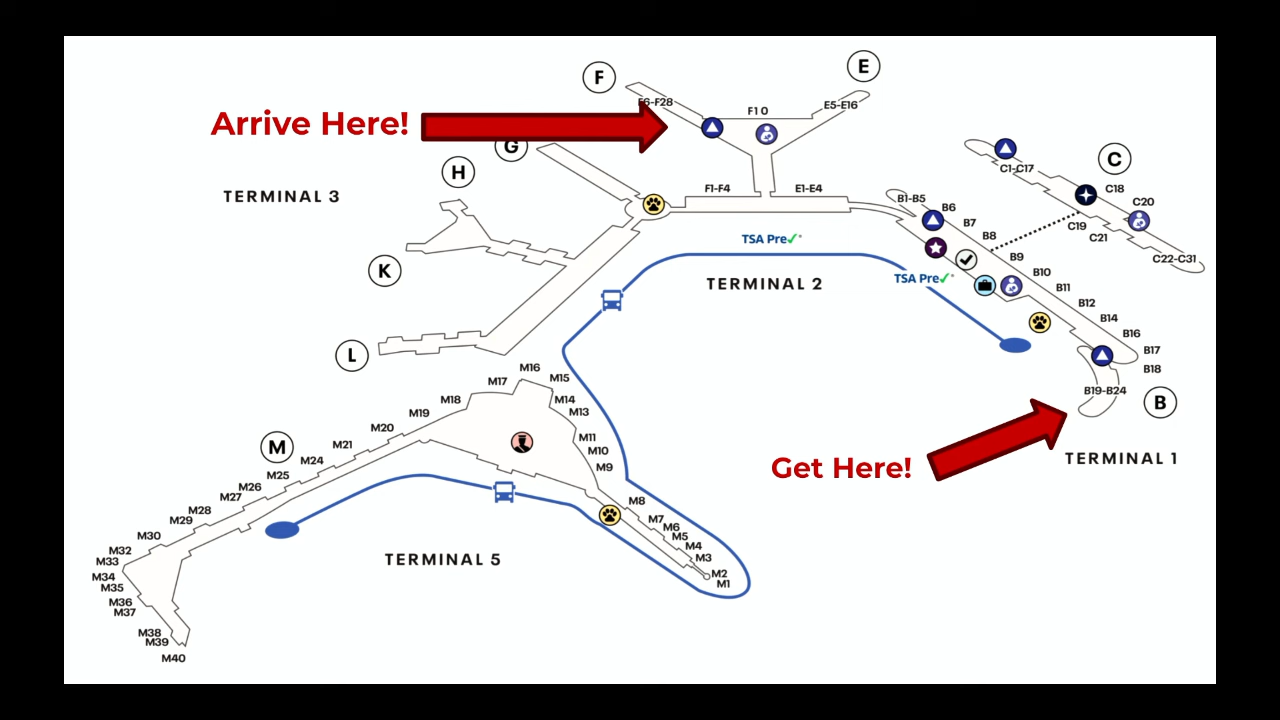 F
E
F6-F28
F1 0
E5-E16
Arrive Here!
G
H
TERMINAL 3
F1-F4
E1-E4
K
L
TSA Pre✓®
TERMINAL 2
TSA Pre✓®
C
C1-C17
C18
C20
C19
C21
C22-C31
B1-B5
B6
B7
B8
B9
B10
B11
B12
B14
B16
B17
B18
B19-B24
B
Get Here!
TERMINAL 1
M16
M17
M15
M18
M14
M19
M13
M20
M11
M21
M10
M
M24
M9
M25
M26
M8
M27
M28
M7
M29
M6
M30
M5
M32
M4
M33
M3
M34
M2
M35
M1
M36
M37
M38
M39
M40
TERMINAL 5